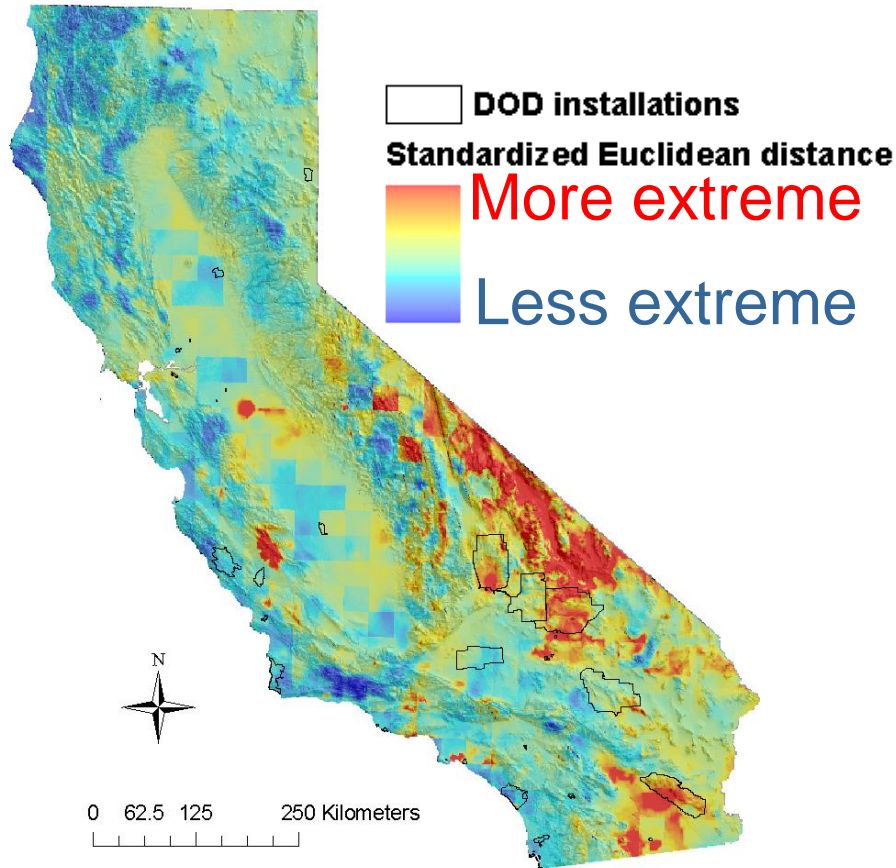 DOD installations
Standardized Euclidean distance
More extreme
Less extreme
N
0 62.5 125 250 Kilometers